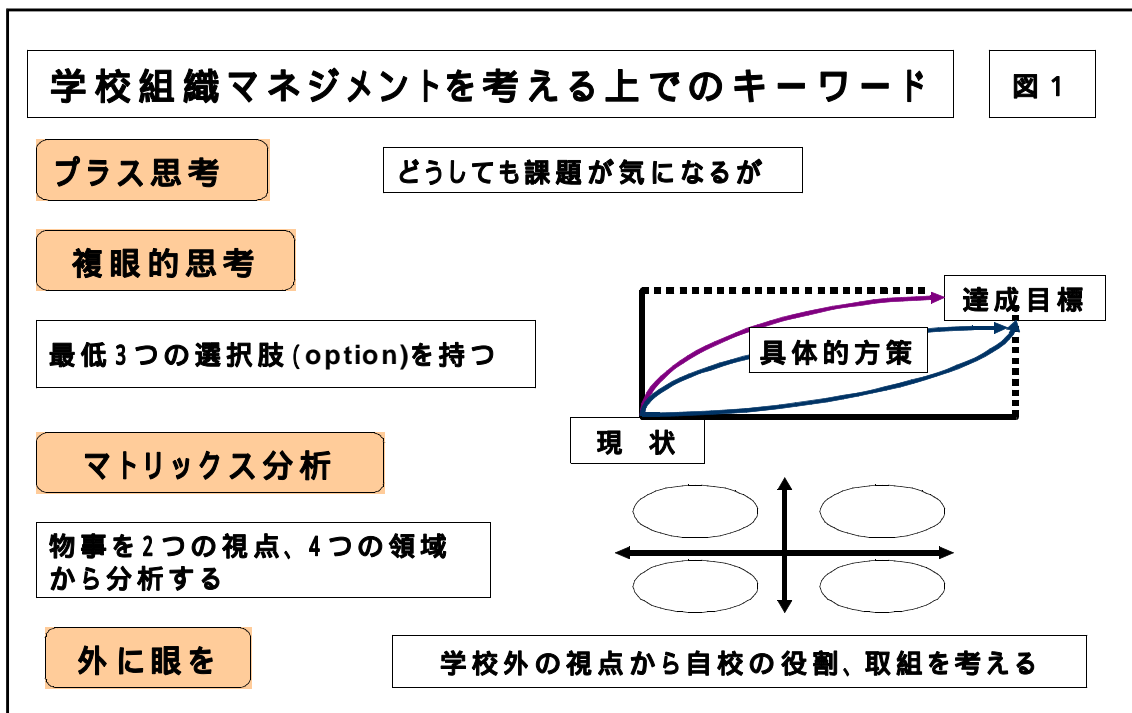 学校組織マネジメントを考える上でのキーワード
図1
プラス思考
どうしても課題が気になるが
複眼的思考
最低3つの選択肢(option)を持つ
達成目標
具体的方策
現　状
マトリックス分析
物事を2つの視点、4つの領域
から分析する
外に眼を
学校外の視点から自校の役割、取組を考える